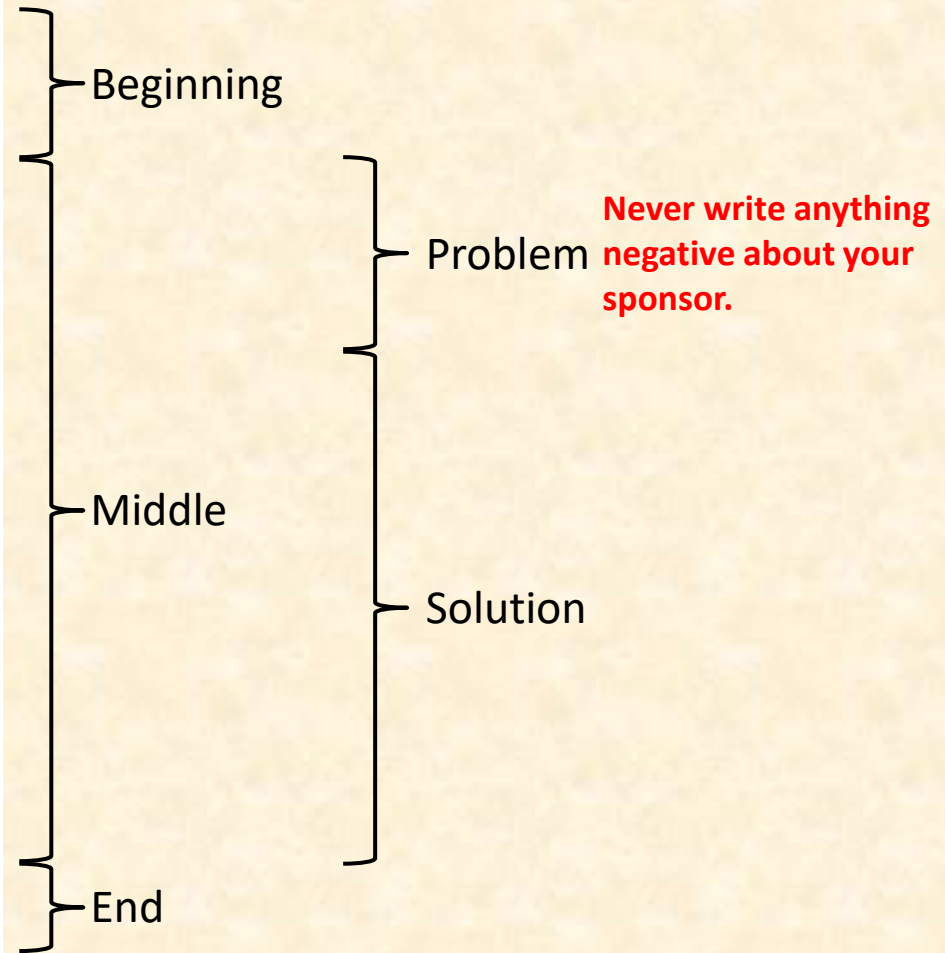 Beginning
Problem
Never write anything
negative about your
sponsor.
Middle
Solution
End